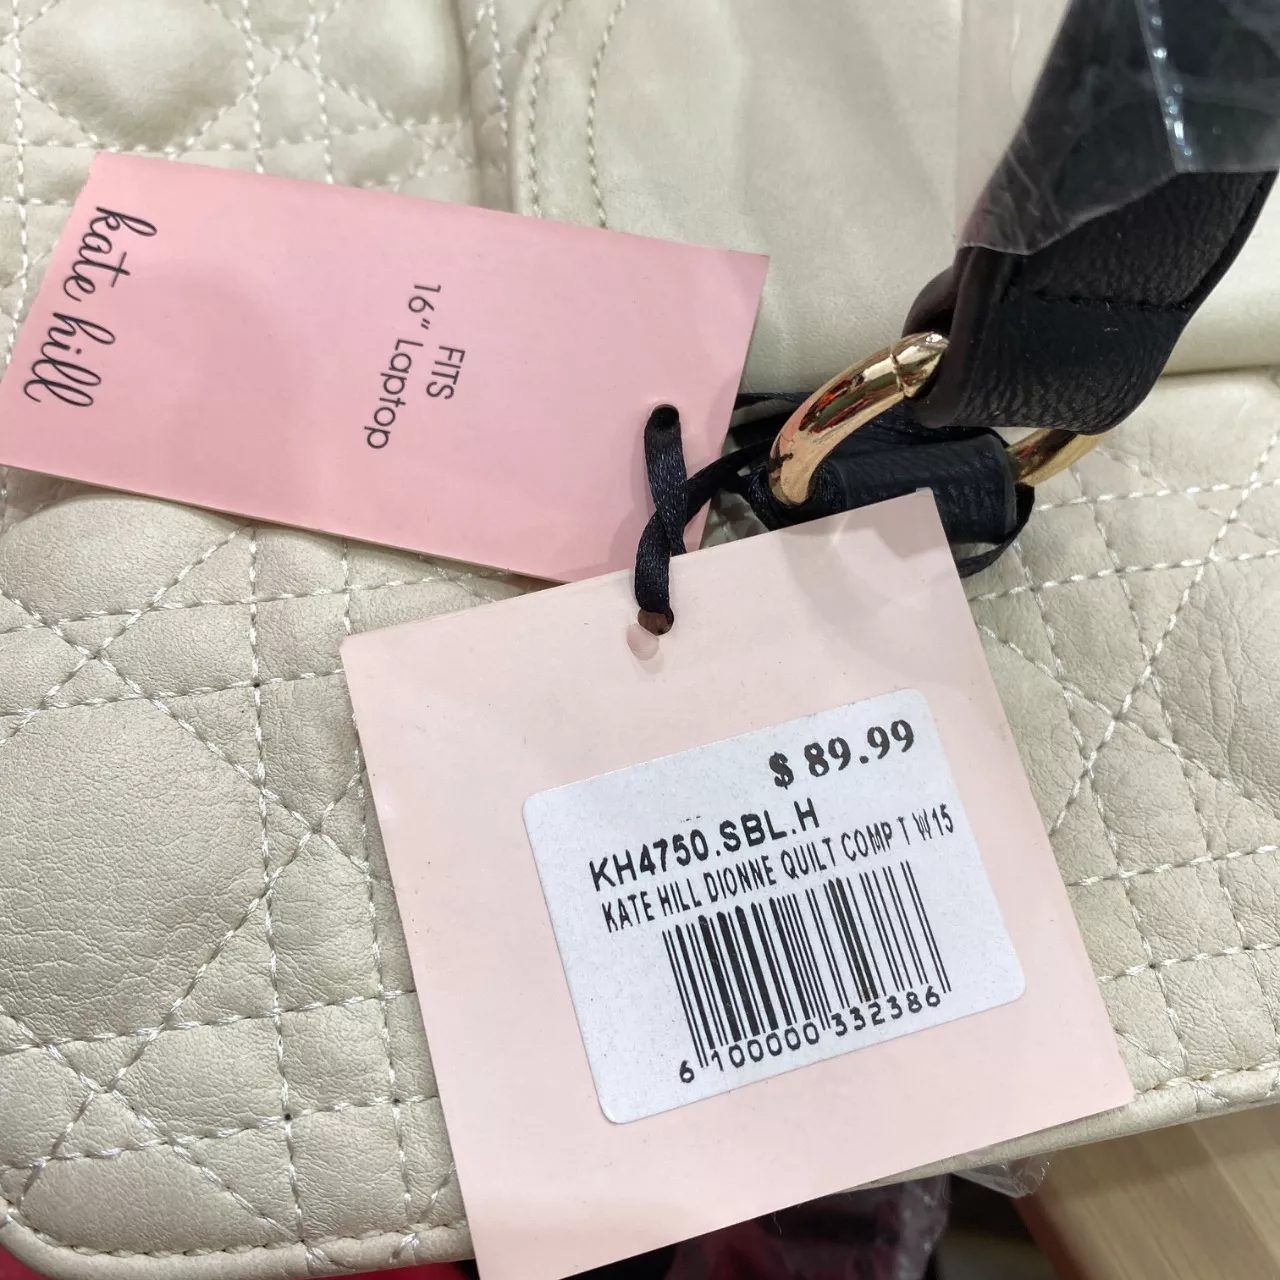 kate hill
FITS
16" Laptop
$ 89.99
KH4750.SBL.H
KATE HILL DIONNE QUILT COMP T W15
6 100000 332386